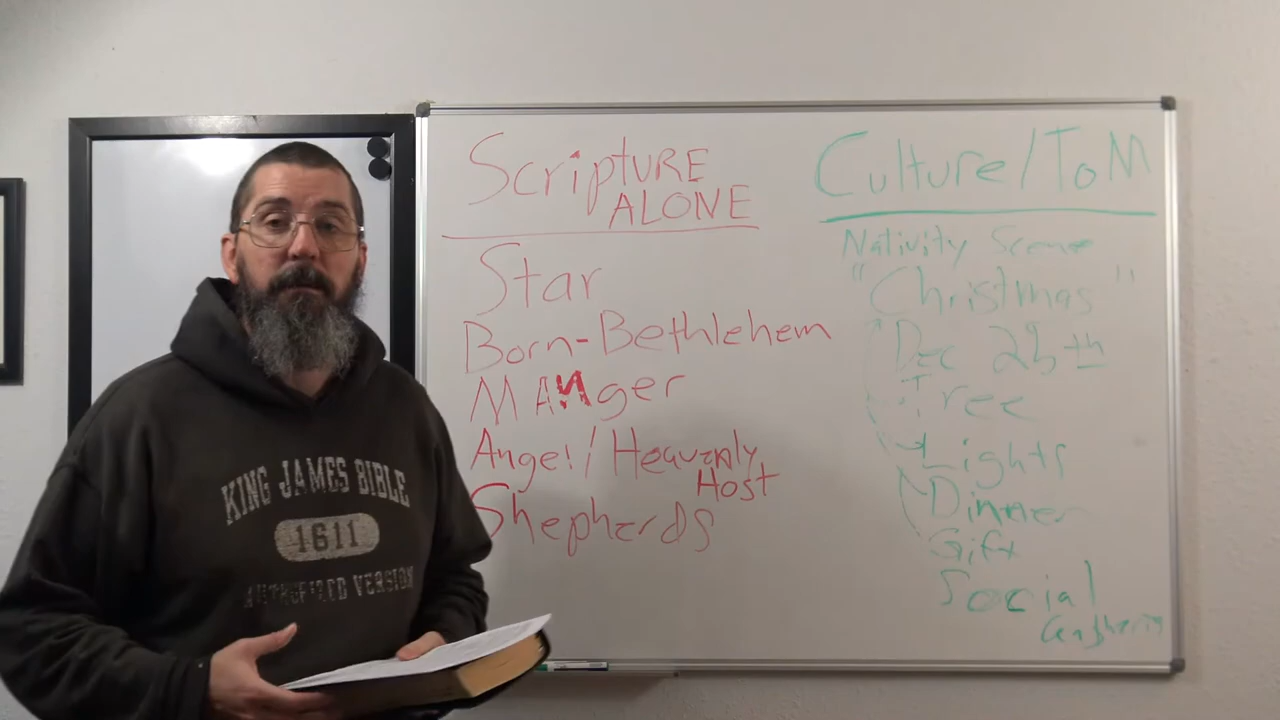 Scripture
ALONE
Star
Born-Bethlehem
MAnger
Angel/Heavenly
Host
Shepherds
Culture/ToM
Nativity Scene
"Christmas"
Dec 25th
Tree
Lights
Dinner
Gift
Social
KING JAMES BIBLE
1611
AUTHORIZED VERSION